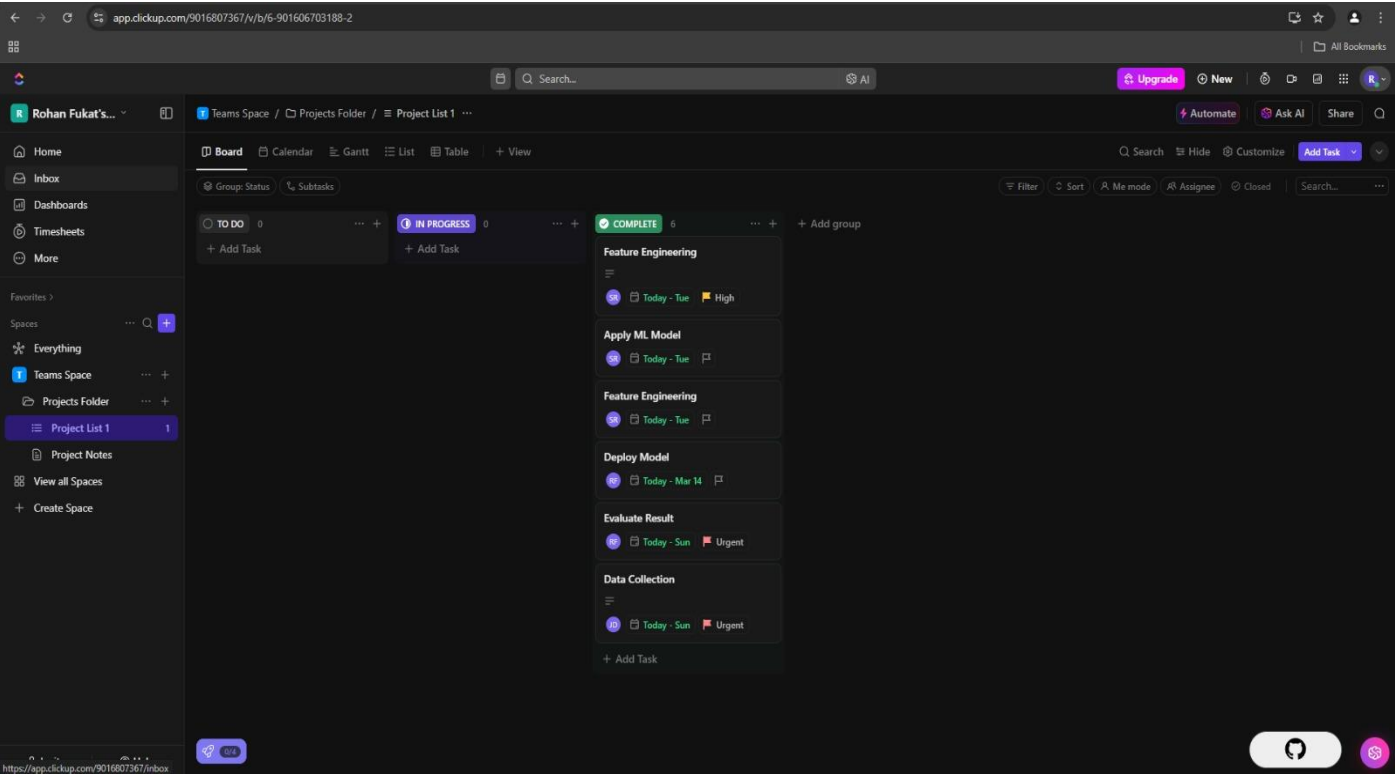 app.clickup.com/9016807367/v/b/6-901606703188-2
All Bookmarks
Search...
AI
Upgrade
New
R
R Rohan Fukat's...
T Teams Space / Projects Folder / Project List 1 ...
Automate
Ask AI
Share
Home
Inbox
Dashboards
Timesheets
More
Favorites >
Spaces
Everything
T Teams Space
Projects Folder
Project List 1 1
Project Notes
View all Spaces
+ Create Space
Board Calendar Gantt List Table + View
Search Hide Customize Add Task
Group: Status Subtasks
Filter Sort Me mode Assignee Closed Search... ...
TO DO 0 ... +
+ Add Task
IN PROGRESS 0 ... +
+ Add Task
COMPLETE 6 ... +
Feature Engineering
SR Today - Tue High
Apply ML Model
SR Today - Tue
Feature Engineering
SR Today - Tue
Deploy Model
RF Today - Mar 14
Evaluate Result
RF Today - Sun Urgent
Data Collection
JD Today - Sun Urgent
+ Add Task
+ Add group
0/4
https://app.clickup.com/9016807367/inbox